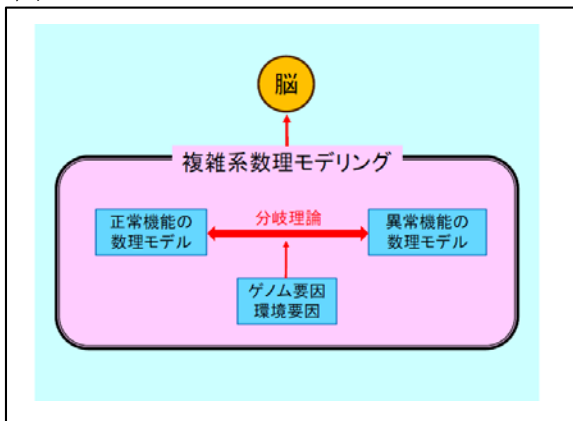 脳
複雑系数理モデリング
正常機能の
数理モデル
分岐理論
異常機能の
数理モデル
ゲノム要因
環境要因